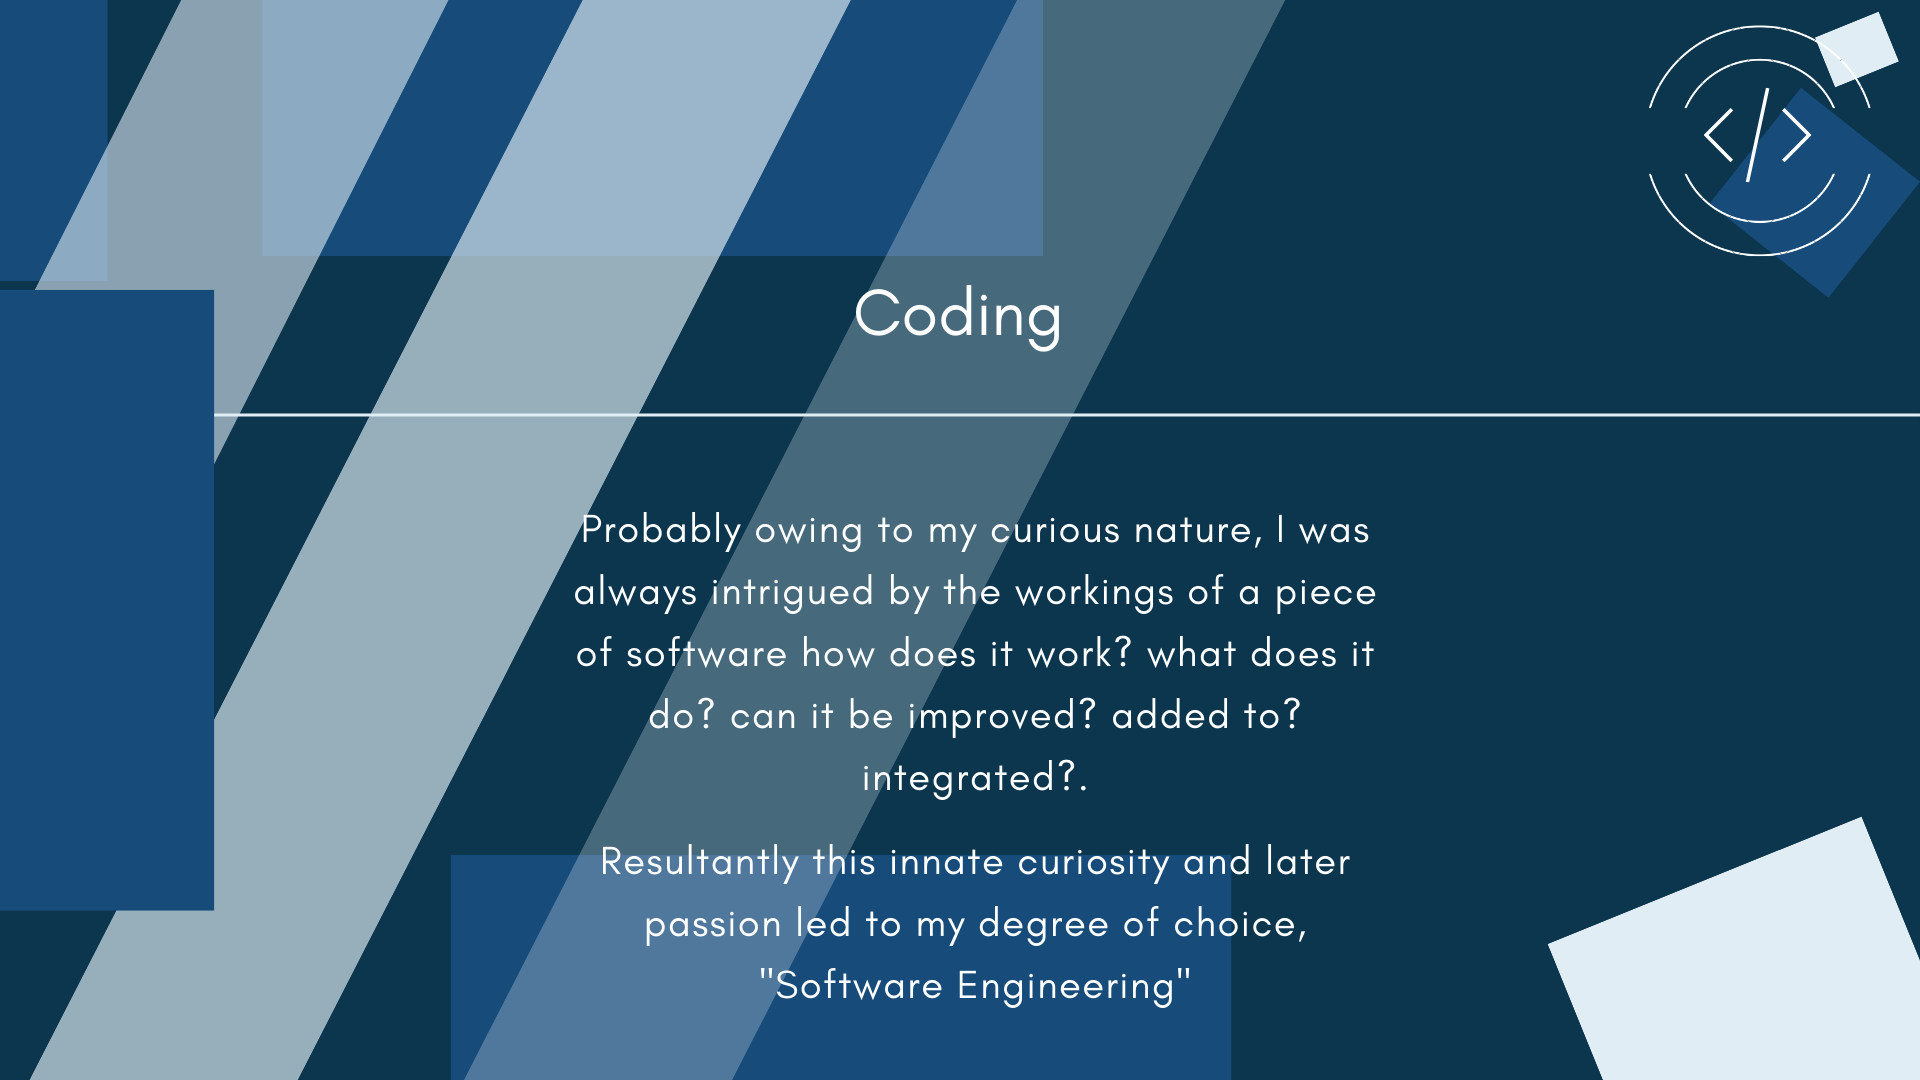 Coding
Probably owing to my curious nature, I was
always intrigued by the workings of a piece
of software how does it work? what does it
do? can it be improved? added to?
integrated?.
Resultantly this innate curiosity and later
passion led to my degree of choice,
"Software Engineering"